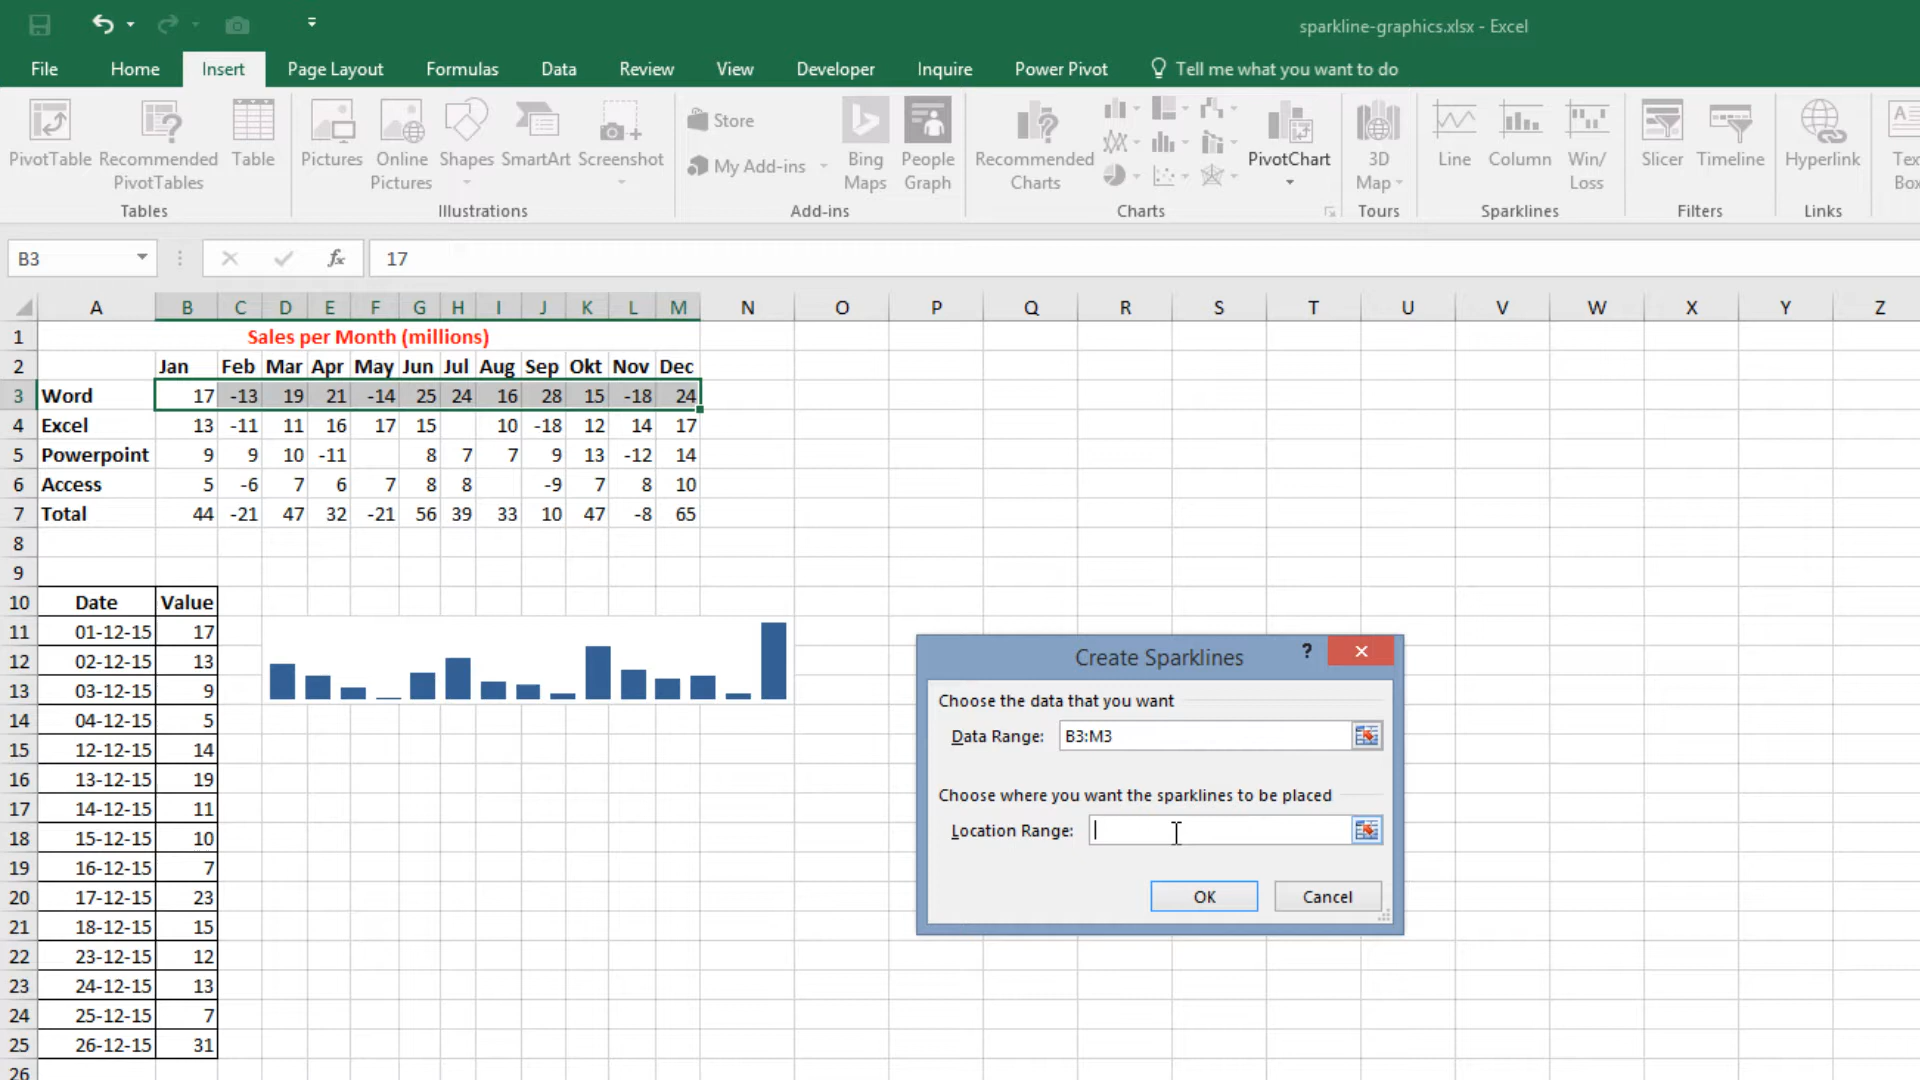 sparkline-graphics.xlsx - Excel
File Home Insert Page Layout Formulas Data Review View Developer Inquire Power Pivot Tell me what you want to do
PivotTable Recommended PivotTables Table Pictures Online Pictures Shapes SmartArt Screenshot Store My Add-ins Bing Maps People Graph Recommended Charts PivotChart 3D Map Line Column Win/Loss Slicer Timeline Hyperlink
Tables Illustrations Add-ins Charts Tours Sparklines Filters Links
B3 fx 17
A B C D E F G H I J K L M N O P Q R S T U V W X Y Z
1 Sales per Month (millions)
2 Jan Feb Mar Apr May Jun Jul Aug Sep Okt Nov Dec
3 Word 17 -13 19 21 -14 25 24 16 28 15 -18 24
4 Excel 13 -11 11 16 17 15 10 -18 12 14 17
5 Powerpoint 9 9 10 -11 8 7 7 9 13 -12 14
6 Access 5 -6 7 6 7 8 8 -9 7 8 10
7 Total 44 -21 47 32 -21 56 39 33 10 47 -8 65
8
9
10 Date Value
11 01-12-15 17
12 02-12-15 13
13 03-12-15 9
14 04-12-15 5
15 12-12-15 14
16 13-12-15 19
17 14-12-15 11
18 15-12-15 10
19 16-12-15 7
20 17-12-15 23
21 18-12-15 15
22 23-12-15 12
23 24-12-15 13
24 25-12-15 7
25 26-12-15 31
26
Create Sparklines ?
Choose the data that you want
Data Range: B3:M3
Choose where you want the sparklines to be placed
Location Range:
OK Cancel